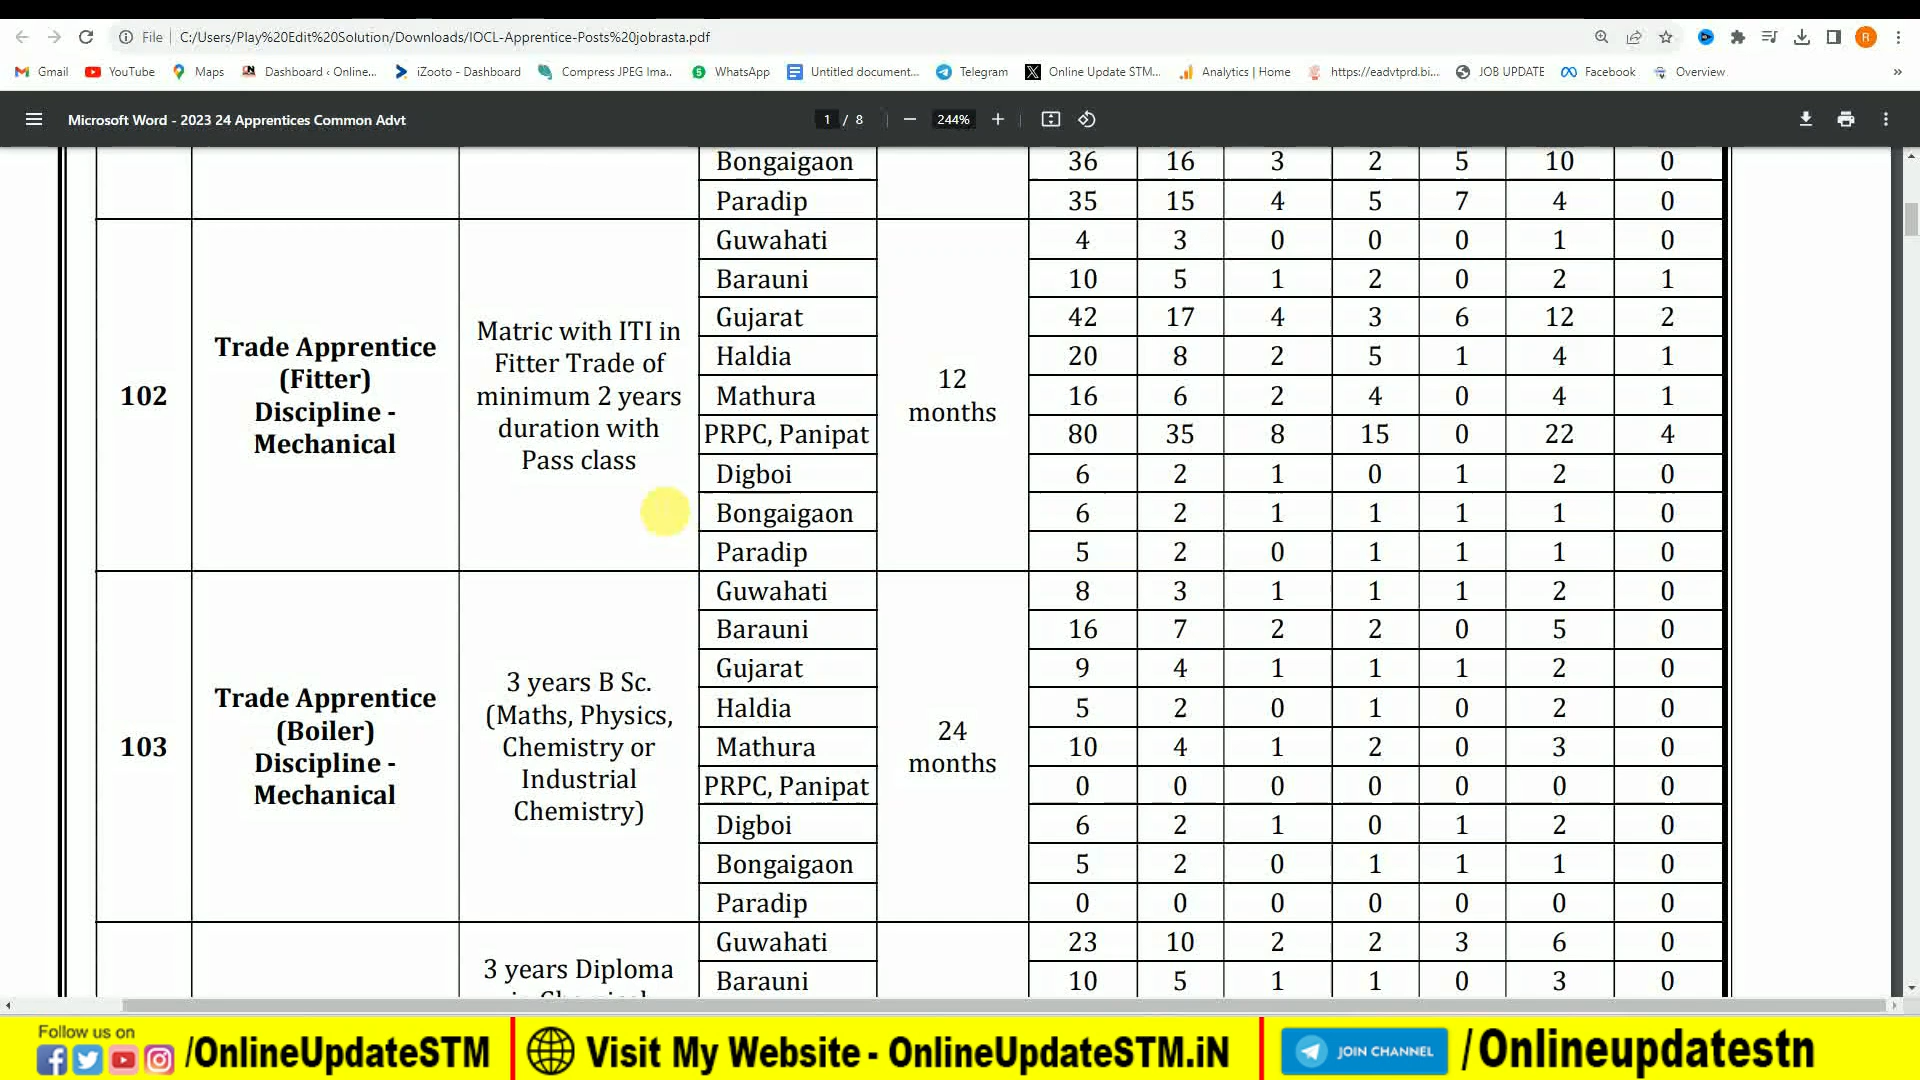 File | C:/Users/Play%20Edit%20Solution/Downloads/IOCL-Apprentice-Posts%20jobrasta.pdf R
Gmail YouTube Maps Dashboard ‹ Online... iZooto - Dashboard Compress JPEG Ima... WhatsApp Untitled document... Telegram Online Update STM... Analytics | Home https://eadvtprd.bi... JOB UPDATE Facebook Overview »
Microsoft Word - 2023 24 Apprentices Common Advt 1 / 8 — 244% +
Bongaigaon 36 16 3 2 5 10 0
Paradip 35 15 4 5 7 4 0
102
Trade Apprentice
(Fitter)
Discipline -
Mechanical
Matric with ITI in
Fitter Trade of
minimum 2 years
duration with
Pass class
12
months
Guwahati 4 3 0 0 0 1 0
Barauni 10 5 1 2 0 2 1
Gujarat 42 17 4 3 6 12 2
Haldia 20 8 2 5 1 4 1
Mathura 16 6 2 4 0 4 1
PRPC, Panipat 80 35 8 15 0 22 4
Digboi 6 2 1 0 1 2 0
Bongaigaon 6 2 1 1 1 1 0
Paradip 5 2 0 1 1 1 0
103
Trade Apprentice
(Boiler)
Discipline -
Mechanical
3 years B Sc.
(Maths, Physics,
Chemistry or
Industrial
Chemistry)
24
months
Guwahati 8 3 1 1 1 2 0
Barauni 16 7 2 2 0 5 0
Gujarat 9 4 1 1 1 2 0
Haldia 5 2 0 1 0 2 0
Mathura 10 4 1 2 0 3 0
PRPC, Panipat 0 0 0 0 0 0 0
Digboi 6 2 1 0 1 2 0
Bongaigaon 5 2 0 1 1 1 0
Paradip 0 0 0 0 0 0 0
3 years Diploma
Guwahati 23 10 2 2 3 6 0
Barauni 10 5 1 1 0 3 0
Follow us on
/OnlineUpdateSTM
Visit My Website - OnlineUpdateSTM.iN
JOIN CHANNEL
/Onlineupdatestn